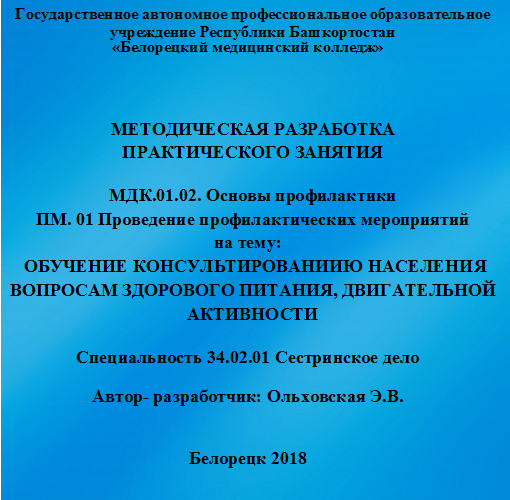 Государственное автономное профессиональное образовательное
учреждение Республики Башкортостан
«Белорецкий медицинский колледж»
МЕТОДИЧЕСКАЯ РАЗРАБОТКА
ПРАКТИЧЕСКОГО ЗАНЯТИЯ
МДК.01.02. Основы профилактики
ПМ. 01 Проведение профилактических мероприятий
на тему:
ОБУЧЕНИЕ КОНСУЛЬТИРОВАНИИЮ НАСЕЛЕНИЯ
ВОПРОСАМ ЗДОРОВОГО ПИТАНИЯ, ДВИГАТЕЛЬНОЙ
АКТИВНОСТИ
Специальность 34.02.01 Сестринское дело
Автор- разработчик: Ольховская Э.В.
Белорецк 2018